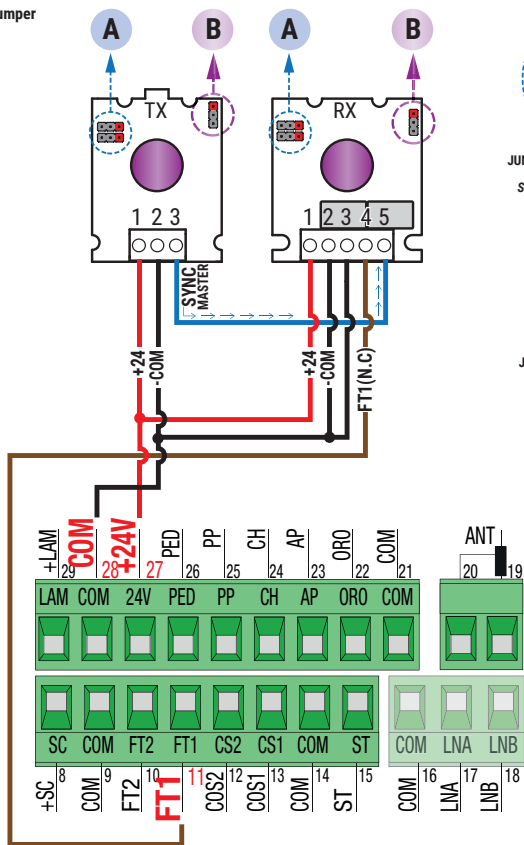 umper
A B A B
TX RX
JU
S
1 2 3 1 2 3 4 5
SYNC
MASTER
J
+24 -COM +24 -COM FT1(N.C)
+LAM COM +24V PED PP CH AP ORO COM ANT
29 28 27 26 25 24 23 22 21 20 19
LAM COM 24V PED PP CH AP ORO COM
SC COM FT2 FT1 CS2 CS1 COM ST COM LNA LNB
8 9 10 11 12 13 14 15 16 17 18
+SC COM FT2 FT1 COS2 COS1 COM ST COM LNA LNB